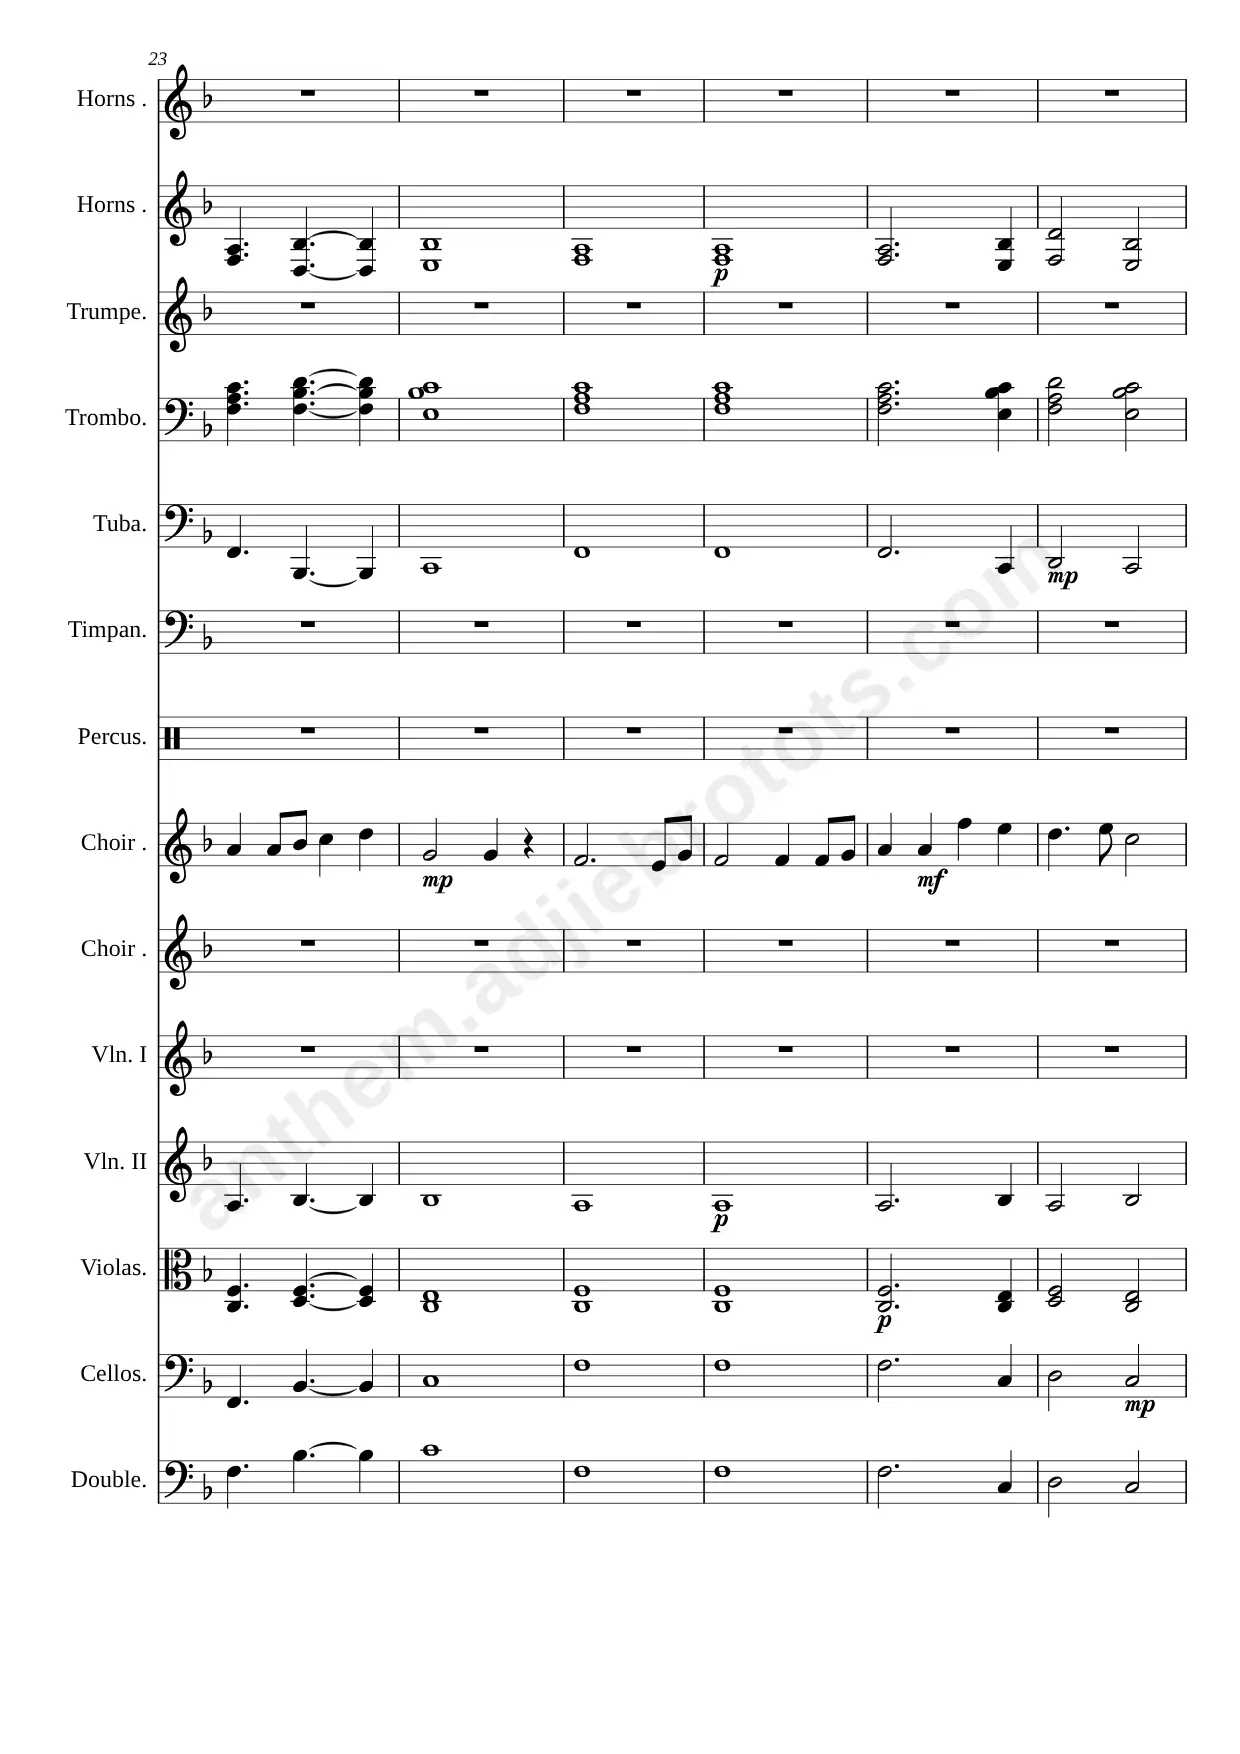 23
Horns .
Horns .
p
Trumpe.
Trombo.
Tuba.
mp
Timpan.
Percus.
Choir .
mp
mf
Choir .
Vln. I
Vln. II
p
Violas.
p
Cellos.
mp
Double.
anthem.adjiebrotots.com